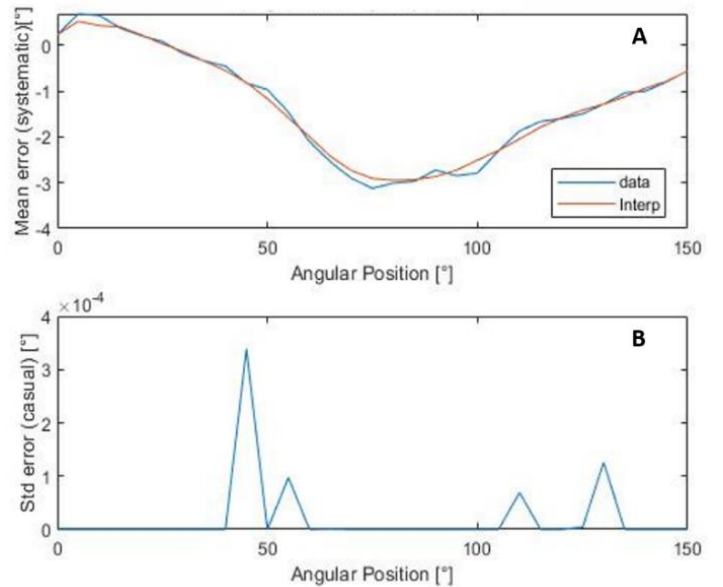 A
Mean error (systematic)[°]
0
-1
-2
-3
-4
data
Interp
0 50 100 150
Angular Position [°]
×10⁻⁴
B
Std error (casual) [°]
4
3
2
1
0
0 50 100 150
Angular Position [°]